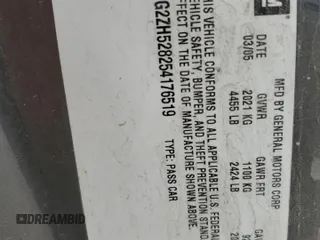 GM
MFD BY GENERAL MOTORS CORP
DATE GVWR GAWR FRT
03/05 2021 KG 1100 KG
4455 LB 2424 LB
THIS VEHICLE CONFORMS TO ALL APPLICABLE U.S. FEDERAL
VEHICLE SAFETY, BUMPER, AND THEFT PREVENTION STAND
EFFECT ON THE DATE OF MANUFACTURE SHOWN ABOVE.
G2ZH528254176519 TYPE: PASS CAR
DREAMBID